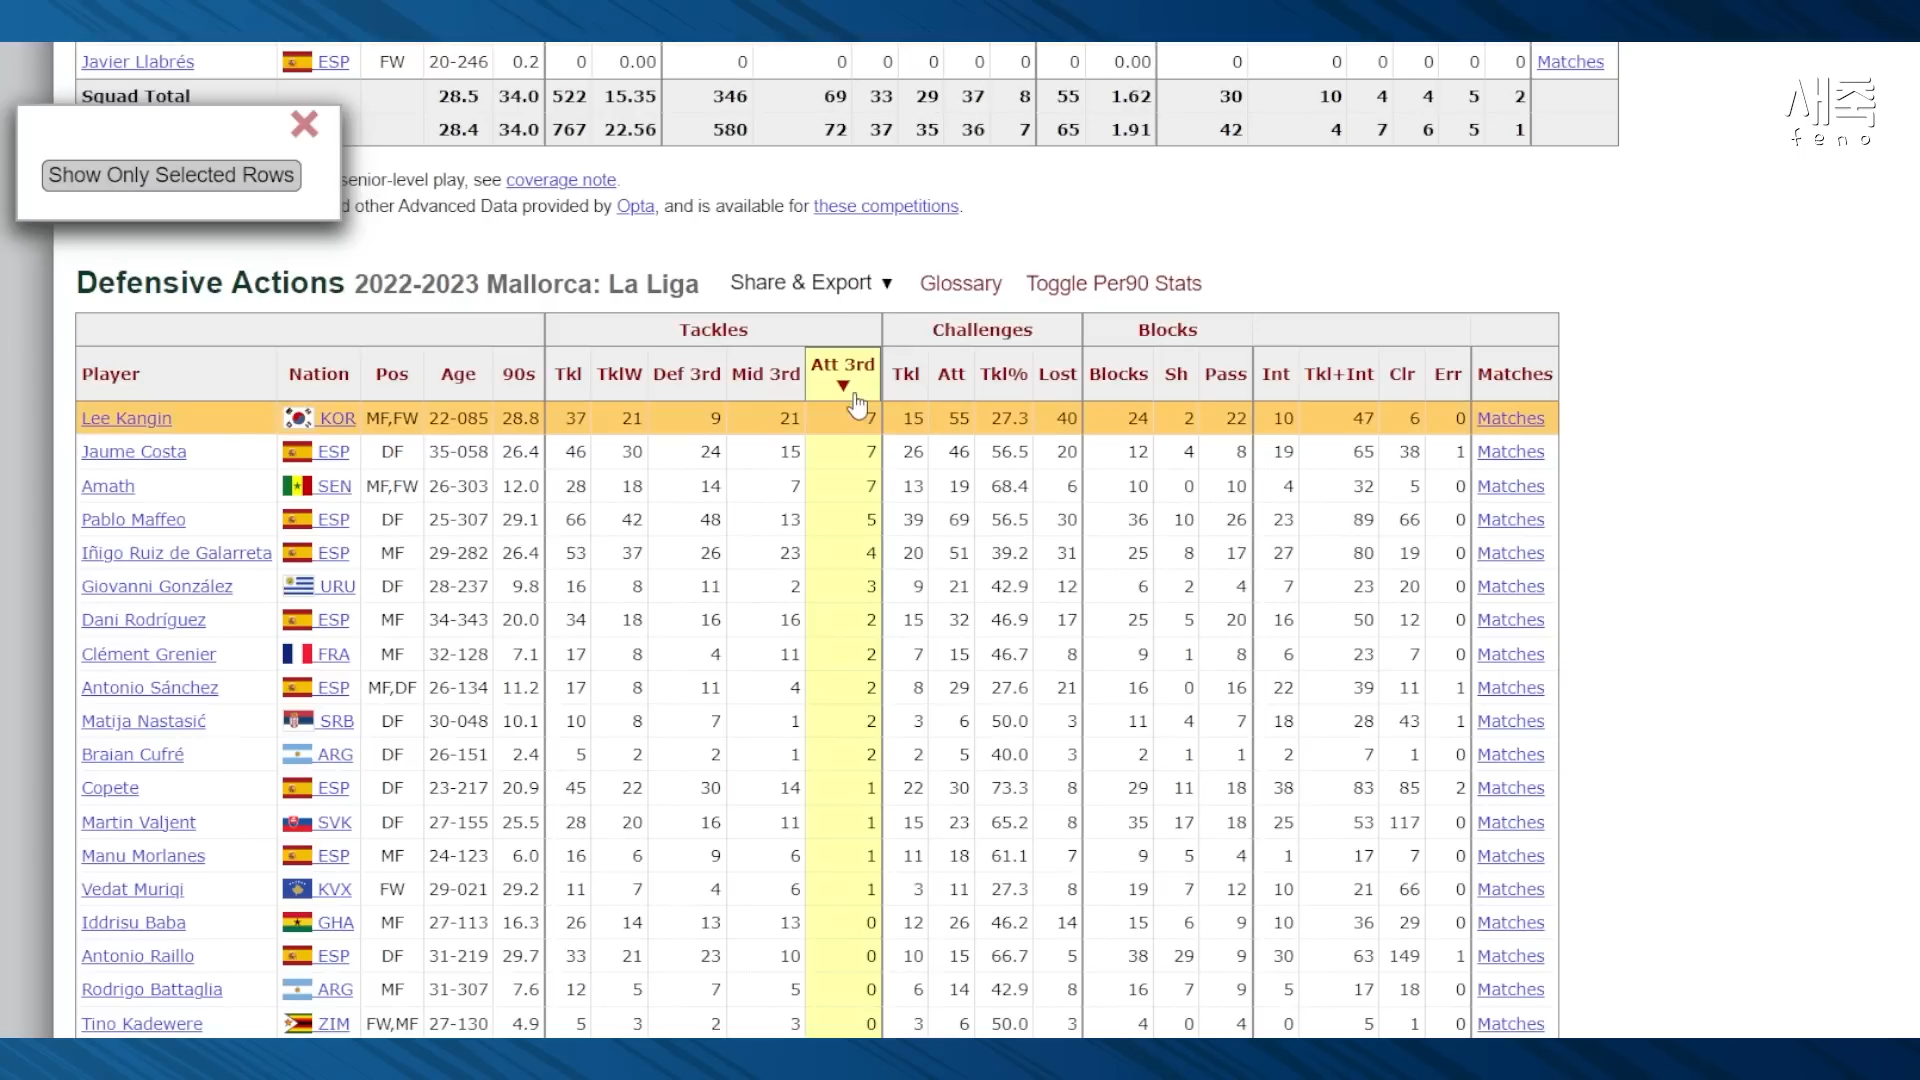 Javier Llabrés ESP FW 20-246 0.2 0 0.00 0 0 0 0 0 0 0 0.00 0 0 0 0 0 0 Matches
Squad Total 28.5 34.0 522 15.35 346 69 33 29 37 8 55 1.62 30 10 4 4 5 2
28.4 34.0 767 22.56 580 72 37 35 36 7 65 1.91 42 4 7 6 5 1
새축
feno
Show Only Selected Rows
senior-level play, see coverage note.
d other Advanced Data provided by Opta, and is available for these competitions.
Defensive Actions 2022-2023 Mallorca: La Liga Share & Export ▼ Glossary Toggle Per90 Stats
Tackles Challenges Blocks
Player Nation Pos Age 90s Tkl TklW Def 3rd Mid 3rd Att 3rd ▼ Tkl Att Tkl% Lost Blocks Sh Pass Int Tkl+Int Clr Err Matches
Lee Kangin KOR MF,FW 22-085 28.8 37 21 9 21 7 15 55 27.3 40 24 2 22 10 47 6 0 Matches
Jaume Costa ESP DF 35-058 26.4 46 30 24 15 7 26 46 56.5 20 12 4 8 19 65 38 1 Matches
Amath SEN MF,FW 26-303 12.0 28 18 14 7 7 13 19 68.4 6 10 0 10 4 32 5 0 Matches
Pablo Maffeo ESP DF 25-307 29.1 66 42 48 13 5 39 69 56.5 30 36 10 26 23 89 66 0 Matches
Iñigo Ruiz de Galarreta ESP MF 29-282 26.4 53 37 26 23 4 20 51 39.2 31 25 8 17 27 80 19 0 Matches
Giovanni González URU DF 28-237 9.8 16 8 11 2 3 9 21 42.9 12 6 2 4 7 23 20 0 Matches
Dani Rodríguez ESP MF 34-343 20.0 34 18 16 16 2 15 32 46.9 17 25 5 20 16 50 12 0 Matches
Clément Grenier FRA MF 32-128 7.1 17 8 4 11 2 7 15 46.7 8 9 1 8 6 23 7 0 Matches
Antonio Sánchez ESP MF,DF 26-134 11.2 17 8 11 4 2 8 29 27.6 21 16 0 16 22 39 11 1 Matches
Matija Nastasić SRB DF 30-048 10.1 10 8 7 1 2 3 6 50.0 3 11 4 7 18 28 43 1 Matches
Braian Cufré ARG DF 26-151 2.4 5 2 2 1 2 2 5 40.0 3 2 1 1 2 7 1 0 Matches
Copete ESP DF 23-217 20.9 45 22 30 14 1 22 30 73.3 8 29 11 18 38 83 85 2 Matches
Martin Valjent SVK DF 27-155 25.5 28 20 16 11 1 15 23 65.2 8 35 17 18 25 53 117 0 Matches
Manu Morlanes ESP MF 24-123 6.0 16 6 9 6 1 11 18 61.1 7 9 5 4 1 17 7 0 Matches
Vedat Muriqi KVX FW 29-021 29.2 11 7 4 6 1 3 11 27.3 8 19 7 12 10 21 66 0 Matches
Iddrisu Baba GHA MF 27-113 16.3 26 14 13 13 0 12 26 46.2 14 15 6 9 10 36 29 0 Matches
Antonio Raillo ESP DF 31-219 29.7 33 21 23 10 0 10 15 66.7 5 38 29 9 30 63 149 1 Matches
Rodrigo Battaglia ARG MF 31-307 7.6 12 5 7 5 0 6 14 42.9 8 16 7 9 5 17 18 0 Matches
Tino Kadewere ZIM FW,MF 27-130 4.9 5 3 2 3 0 3 6 50.0 3 4 0 4 0 5 1 0 Matches